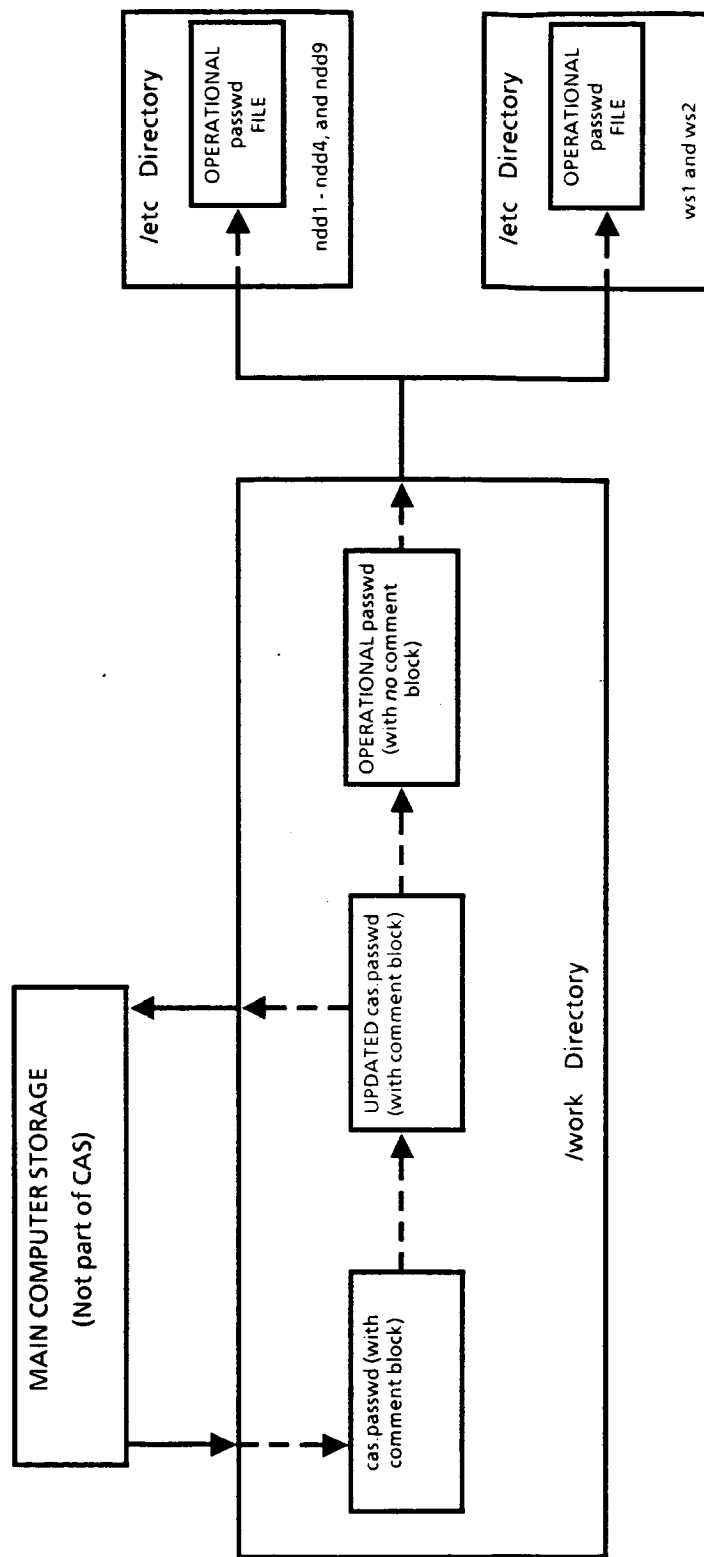 MAIN COMPUTER STORAGE
(Not part of CAS)
cas.passwd (with
comment block)
UPDATED cas.passwd
(with comment block)
OPERATIONAL passwd
(with no comment
block)
/work Directory
/etc Directory
OPERATIONAL
passwd
FILE
ndd1 - ndd4, and ndd9
/etc Directory
OPERATIONAL
passwd
FILE
ws1 and ws2